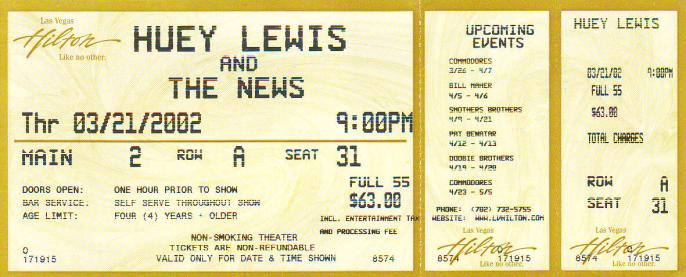 Las Vegas
Hilton
Like no other.
HUEY LEWIS
AND
THE NEWS
Thr 03/21/2002 9:00PM
MAIN 2 ROW A SEAT 31
DOORS OPEN: ONE HOUR PRIOR TO SHOW
BAR SERVICE: SELF SERVE THROUGHOUT SHOW
AGE LIMIT: FOUR (4) YEARS + OLDER
FULL 55
$63.00
INCL. ENTERTAINMENT TAX
AND PROCESSING FEE
NON-SMOKING THEATER
TICKETS ARE NON-REFUNDABLE
VALID ONLY FOR DATE & TIME SHOWN
0
171915
8574
UPCOMING
EVENTS
COMMODORES
3/26 - 4/7
BILL MAHER
4/5 - 4/6
SMOTHERS BROTHERS
4/9 - 4/21
PAT BENATAR
4/12 - 4/13
DOOBIE BROTHERS
4/19 - 4/20
COMMODORES
4/23 - 5/5
PHONE: (702) 732-5755
WEBSITE: WWW.LVHILTON.COM
Las Vegas
Hilton
Like no other.
8574 171915
HUEY LEWIS
03/21/02 9:00PM
FULL 55
$63.00
TOTAL CHARGES
ROW A
SEAT 31
Las Vegas
Hilton
Like no other.
8574 171915